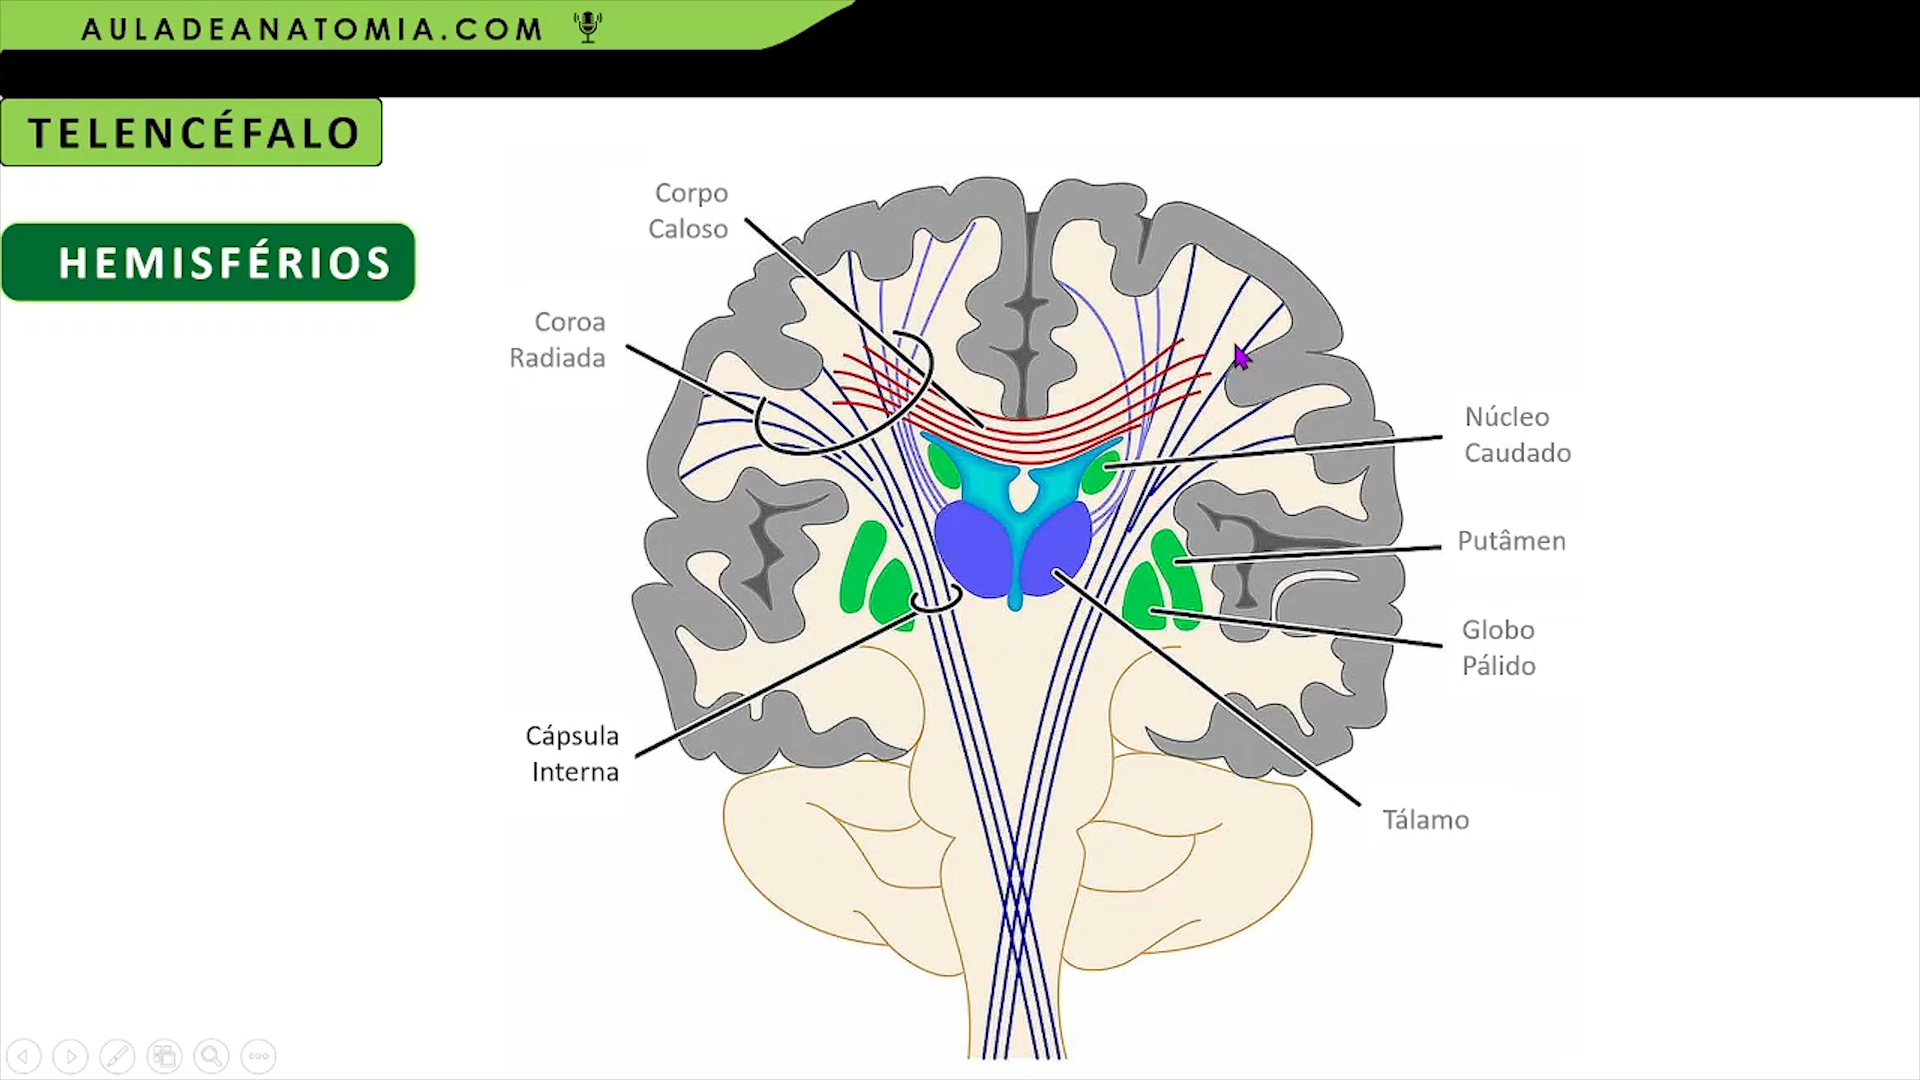 AULADEANATOMIA.COM
TELENCÉFALO
HEMISFÉRIOS
Corpo
Caloso
Coroa
Radiada
Cápsula
Interna
Núcleo
Caudado
Putâmen
Globo
Pálido
Tálamo